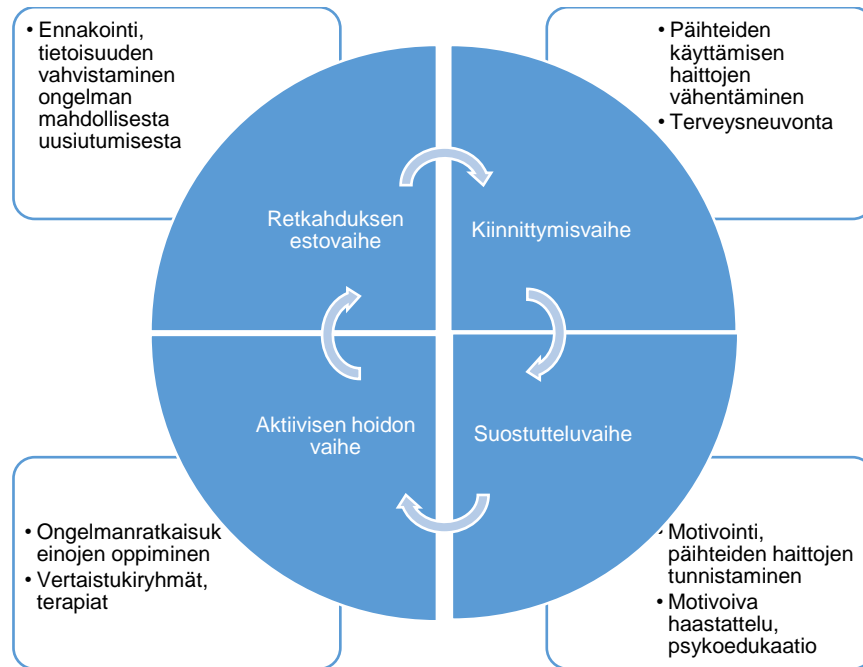 • Ennakointi,
tietoisuuden
vahvistaminen
ongelman
mahdollisesta
uusiutumisesta
• Päihteiden
käyttämisen
haittojen
vähentäminen
• Terveysneuvonta
Retkahduksen
estovaihe
Kiinnittymisvaihe
Aktiivisen hoidon
vaihe
Suostutteluvaihe
• Ongelmanratkaisuk
einojen oppiminen
• Vertaistukiryhmät,
terapiat
• Motivointi,
päihteiden haittojen
tunnistaminen
• Motivoiva
haastattelu,
psykoedukaatio